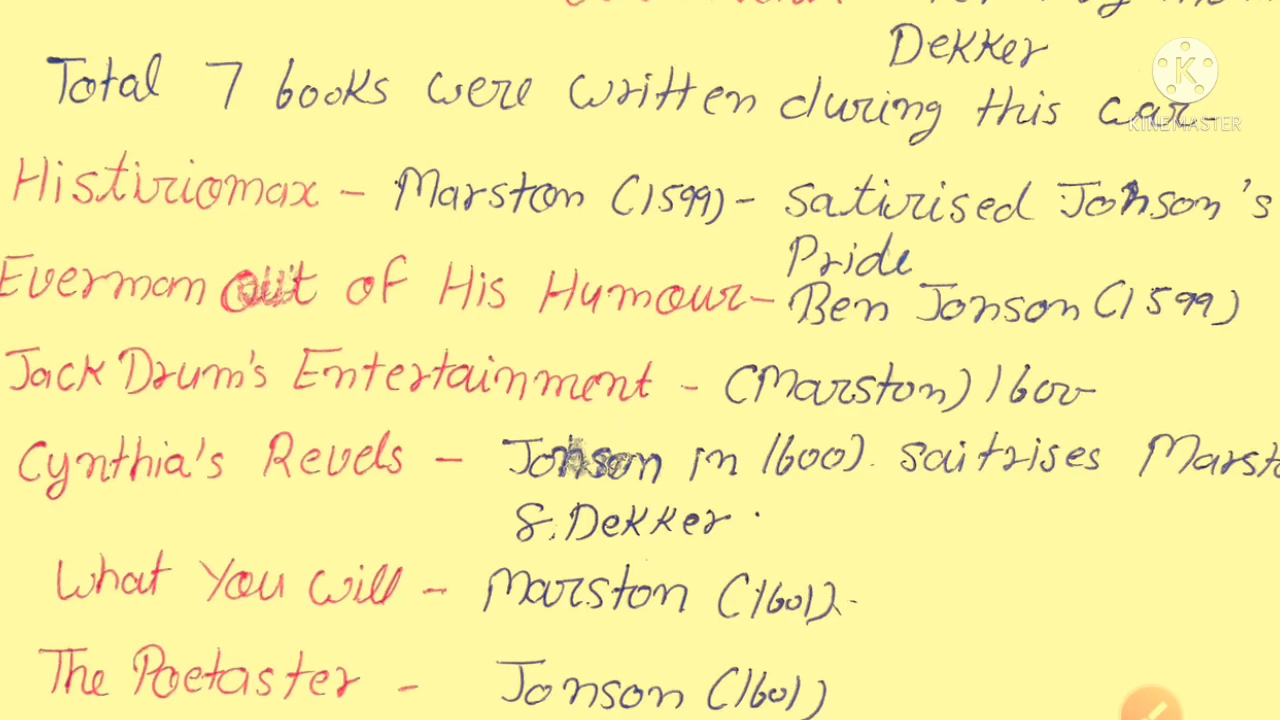 Dekker
Total 7 books were written during this war-
KINEMASTER
Histiriomax - Marston (1599) - Satirised Johson's
Pride
Everman Out of His Humour - Ben Jonson (1599)
Jack Drum's Entertainment - (Marston) 1600
Cynthia's Revels - Jonson in 1600). saitrises Marsto
& Dekker.
What You Will - Marston (1601).
The Poetaster - Jonson (1601)